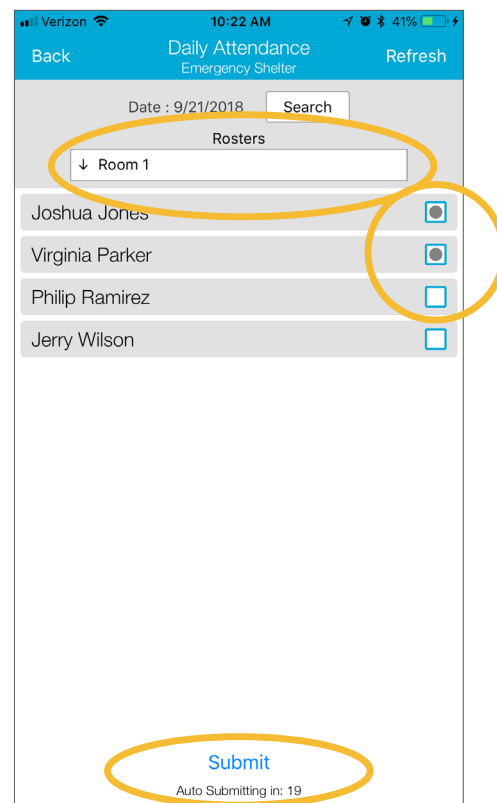 Verizon 10:22 AM 41%
Back Daily Attendance Refresh
Emergency Shelter
Date : 9/21/2018 Search
Rosters
↓ Room 1
Joshua Jones
Virginia Parker
Philip Ramirez
Jerry Wilson
Submit
Auto Submitting in: 19